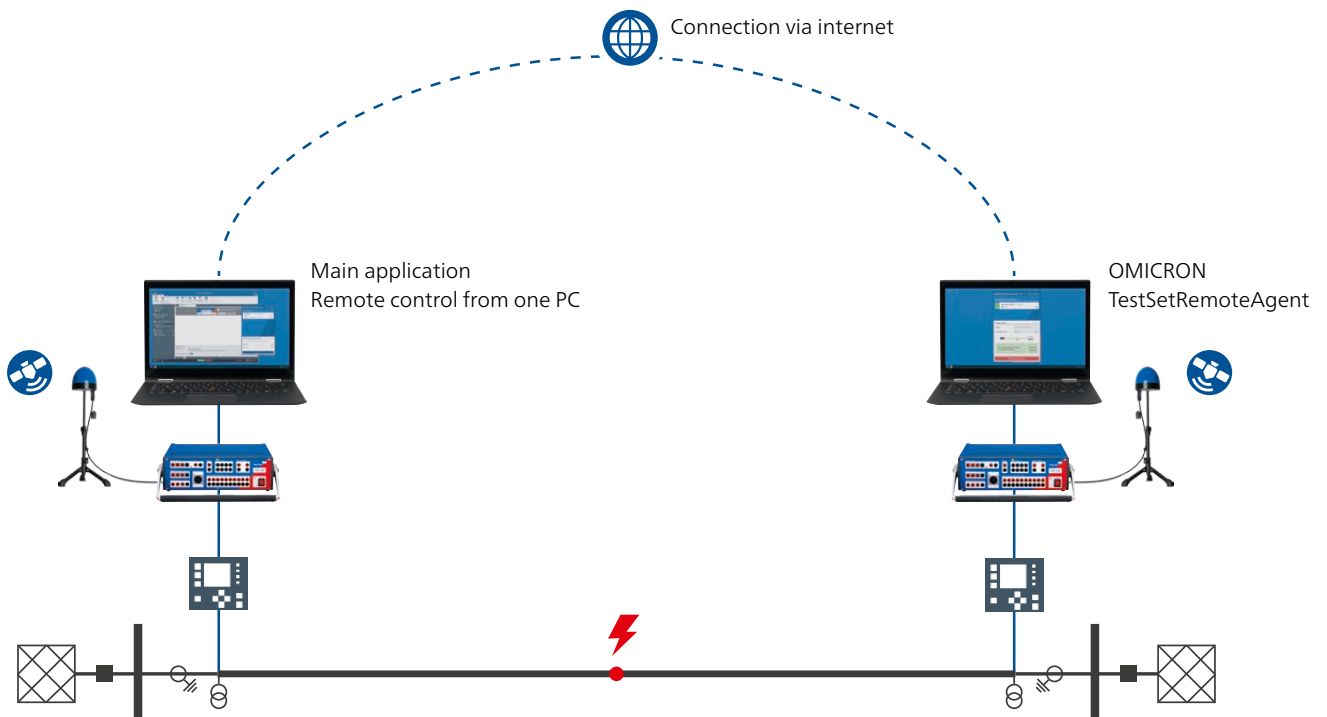 Connection via internet
Main application
Remote control from one PC
OMICRON
TestSetRemoteAgent